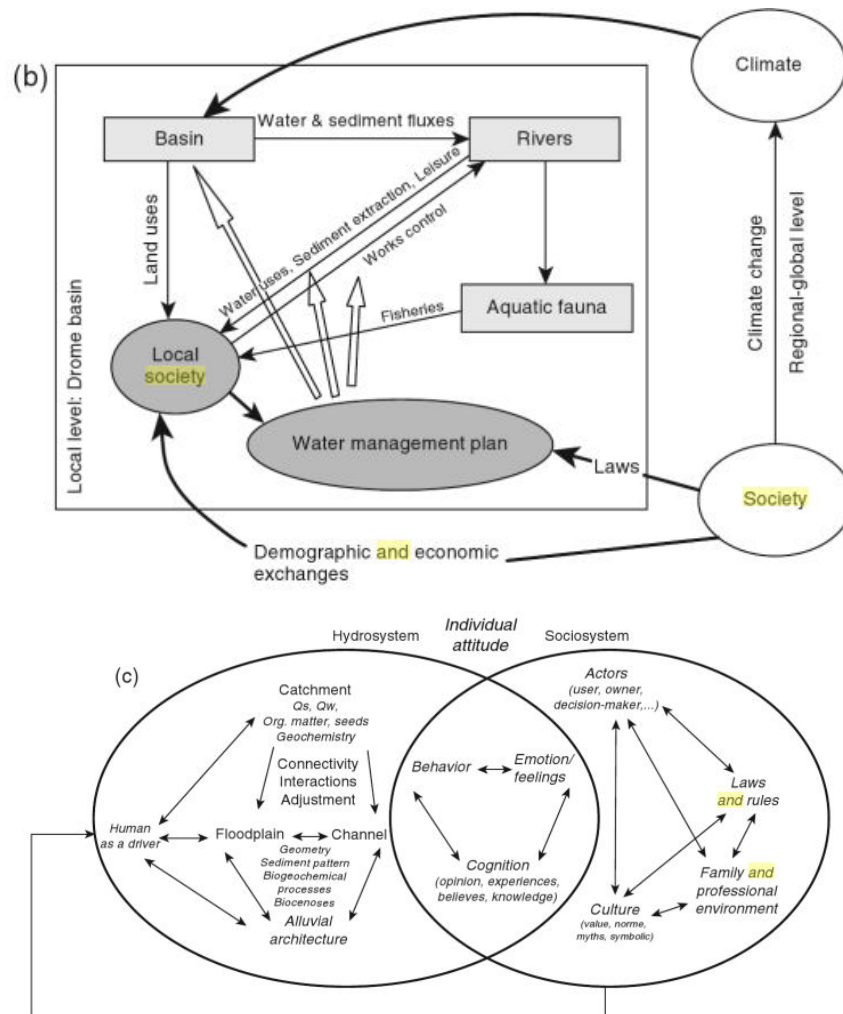 (b)
Climate
Basin
Water & sediment fluxes
Rivers
Land uses
Water uses, Sediment extraction, Leisure
Works control
Climate change
Regional-global level
Aquatic fauna
Fisheries
Local
society
Local level: Drome basin
Water management plan
Laws
Society
Demographic and economic
exchanges
(c)
Hydrosystem
Individual
attitude
Sociosystem
Catchment
Qs, Qw,
Org. matter, seeds
Geochemistry
Connectivity
Interactions
Adjustment
Human
as a driver
Floodplain
Channel
Geometry
Sediment pattern
Biogeochemical
processes
Biocenoses
Alluvial
architecture
Behavior
Emotion/
feelings
Cognition
(opinion, experiences,
believes, knowledge)
Actors
(user, owner,
decision-maker,...)
Laws
and rules
Family and
professional
environment
Culture
(value, norme,
myths, symbolic)